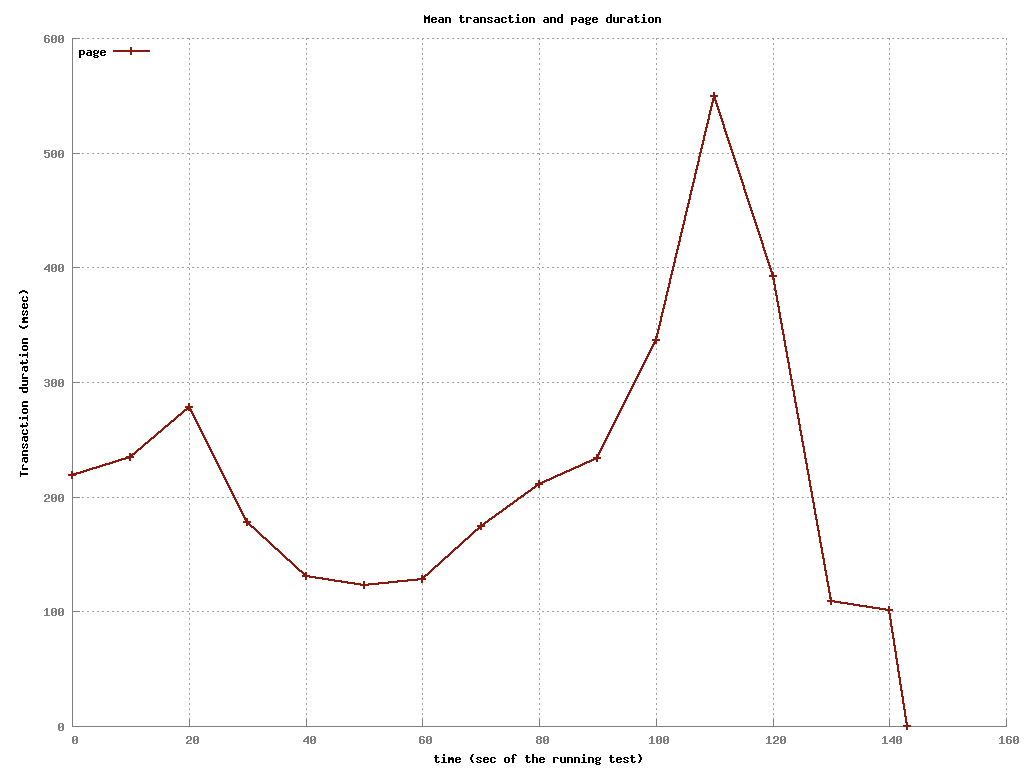 Mean transaction and page duration
page
600
500
400
300
200
100
0
Transaction duration (msec)
0 20 40 60 80 100 120 140 160
time (sec of the running test)